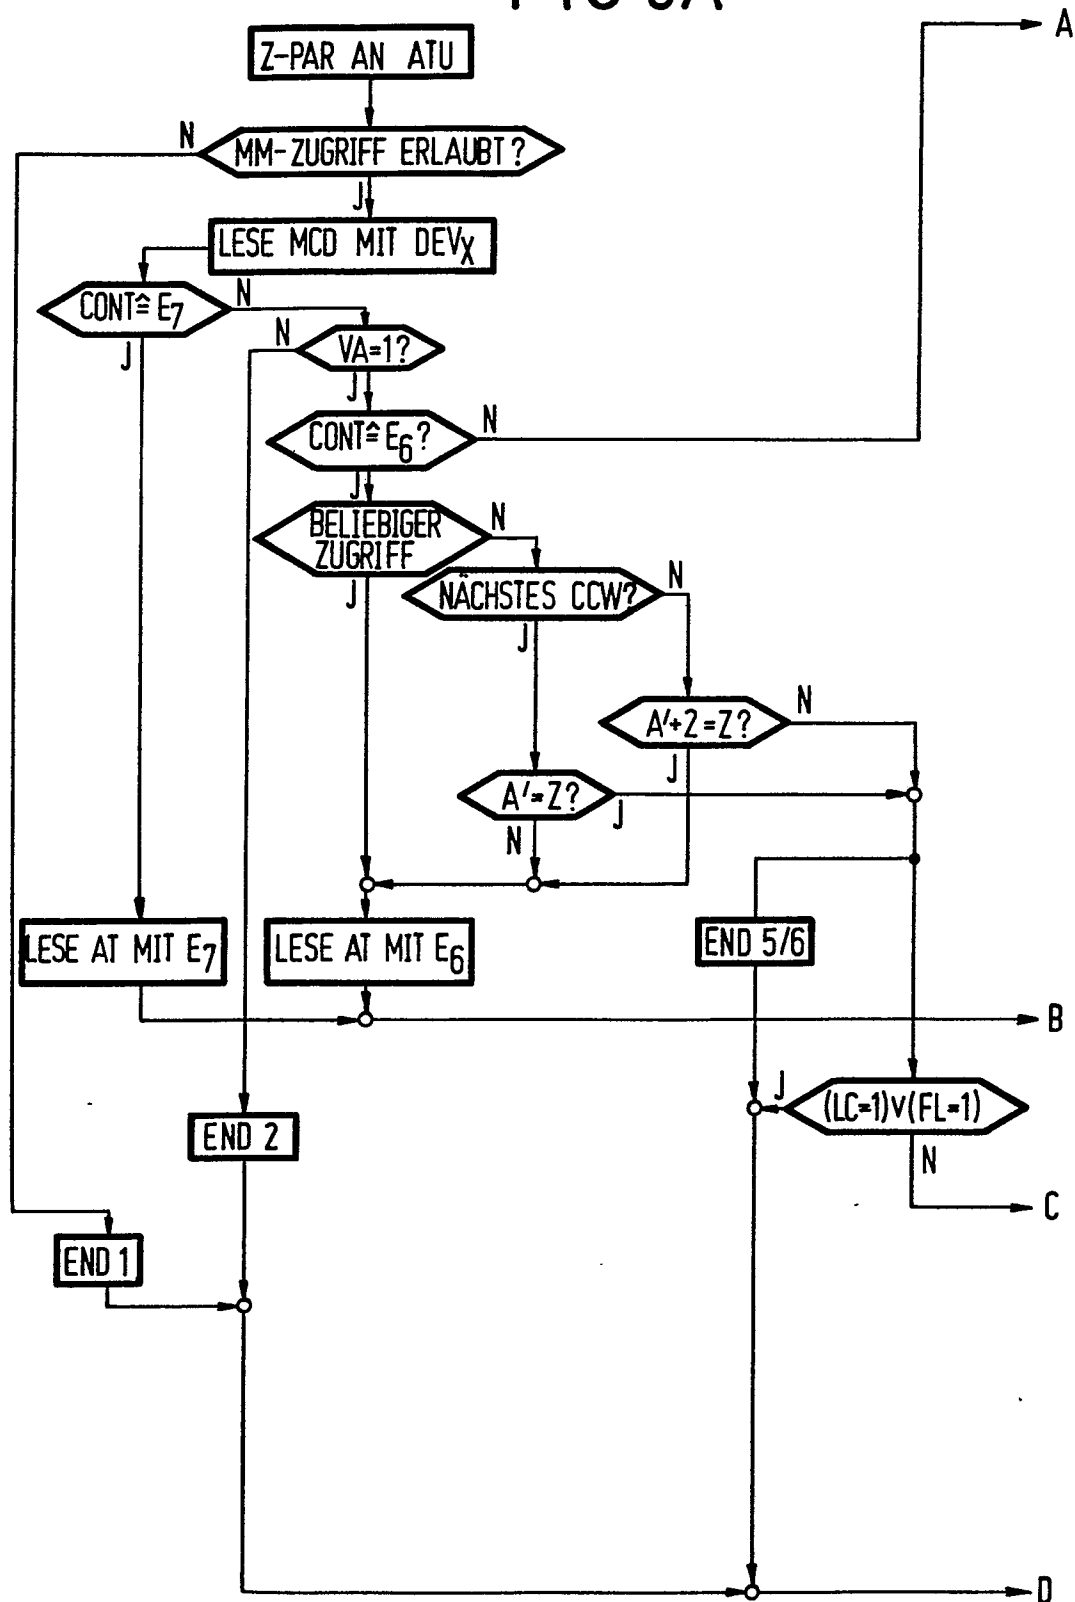 A
Z-PAR AN ATU
N
MM-ZUGRIFF ERLAUBT?
J
LESE MCD MIT DEVX
CONT≙E7
N
J
N
VA=1?
J
CONT≙E6?
N
J
BELIEBIGER
ZUGRIFF
N
J
NÄCHSTES CCW?
N
J
A'+2=Z?
N
J
A'=Z?
J
N
LESE AT MIT E7
LESE AT MIT E6
END 5/6
B
J
(LC=1)∨(FL=1)
N
END 2
C
END 1
D